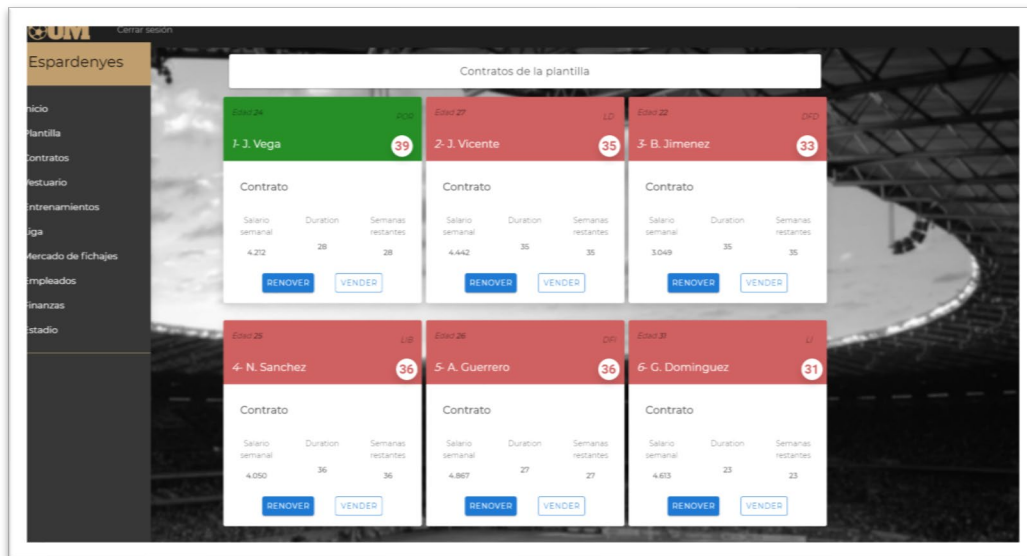 OUM
Cerrar sesión
Espardenyes
nicio
Plantilla
Contratos
Vestuario
Entrenamientos
iga
Mercado de fichajes
Empleados
Finanzas
Estadio
Contratos de la plantilla
Edad 24 POR
1- J. Vega 39
Contrato
Salario semanal Duration Semanas restantes
4.212 28 28
RENOVER VENDER
Edad 27 LD
2- J. Vicente 35
Contrato
Salario semanal Duration Semanas restantes
4.442 35 35
RENOVER VENDER
Edad 22 DFD
3- B. Jimenez 33
Contrato
Salario semanal Duration Semanas restantes
3.049 35 35
RENOVER VENDER
Edad 25 LIB
4- N. Sanchez 36
Contrato
Salario semanal Duration Semanas restantes
4.050 36 36
RENOVER VENDER
Edad 26 DFI
5- A. Guerrero 36
Contrato
Salario semanal Duration Semanas restantes
4.867 27 27
RENOVER VENDER
Edad 31 LI
6- G. Dominguez 31
Contrato
Salario semanal Duration Semanas restantes
4.613 23 23
RENOVER VENDER